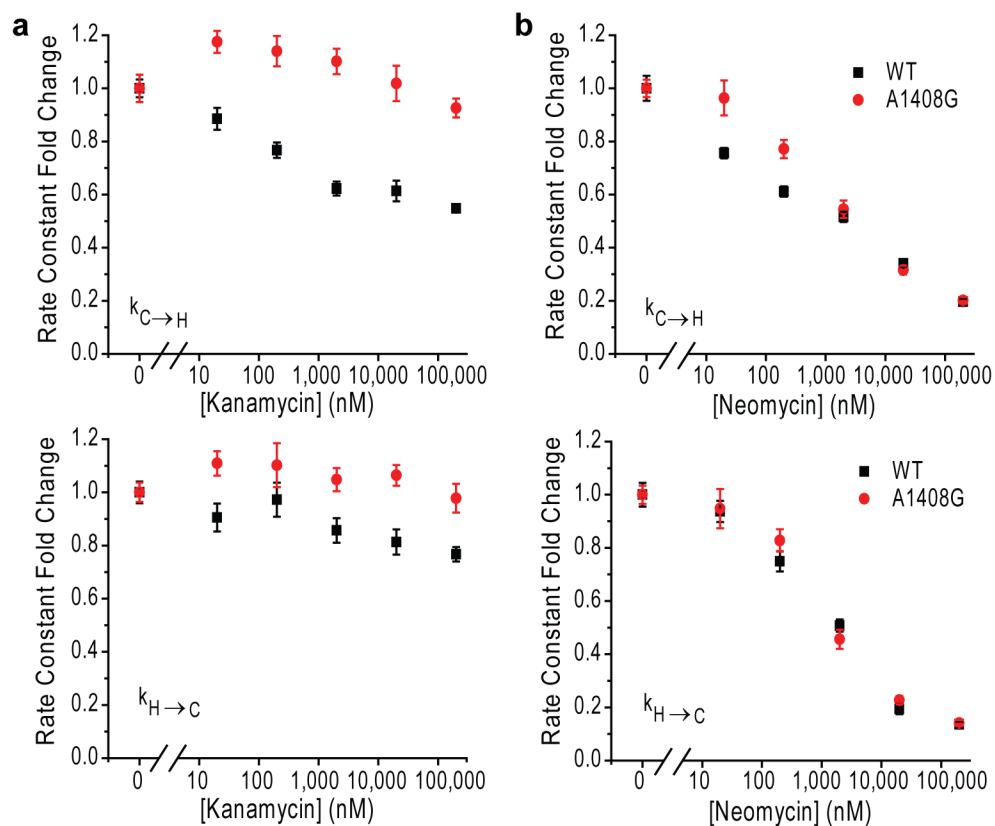 a
1.2
1.0
0.8
0.6
0.4
0.2
0.0
Rate Constant Fold Change
k C→H
0 10 100 1,000 10,000 100,000
[Kanamycin] (nM)
b
1.2
1.0
0.8
0.6
0.4
0.2
0.0
Rate Constant Fold Change
WT
A1408G
k C→H
0 10 100 1,000 10,000 100,000
[Neomycin] (nM)
1.2
1.0
0.8
0.6
0.4
0.2
0.0
Rate Constant Fold Change
k H→C
0 10 100 1,000 10,000 100,000
[Kanamycin] (nM)
1.2
1.0
0.8
0.6
0.4
0.2
0.0
Rate Constant Fold Change
WT
A1408G
k H→C
0 10 100 1,000 10,000 100,000
[Neomycin] (nM)